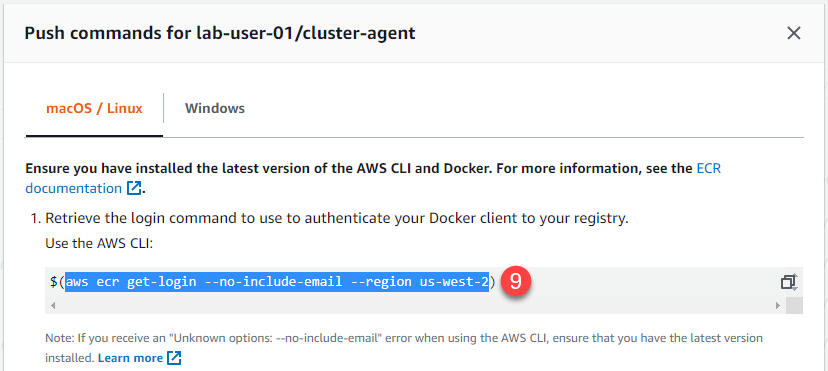 Push commands for lab-user-01/cluster-agent
macOS / Linux
Windows
Ensure you have installed the latest version of the AWS CLI and Docker. For more information, see the ECR
documentation.
1. Retrieve the login command to use to authenticate your Docker client to your registry.
Use the AWS CLI:
$(aws ecr get-login --no-include-email --region us-west-2) 9
Note: If you receive an "Unknown options: --no-include-email" error when using the AWS CLI, ensure that you have the latest version
installed. Learn more